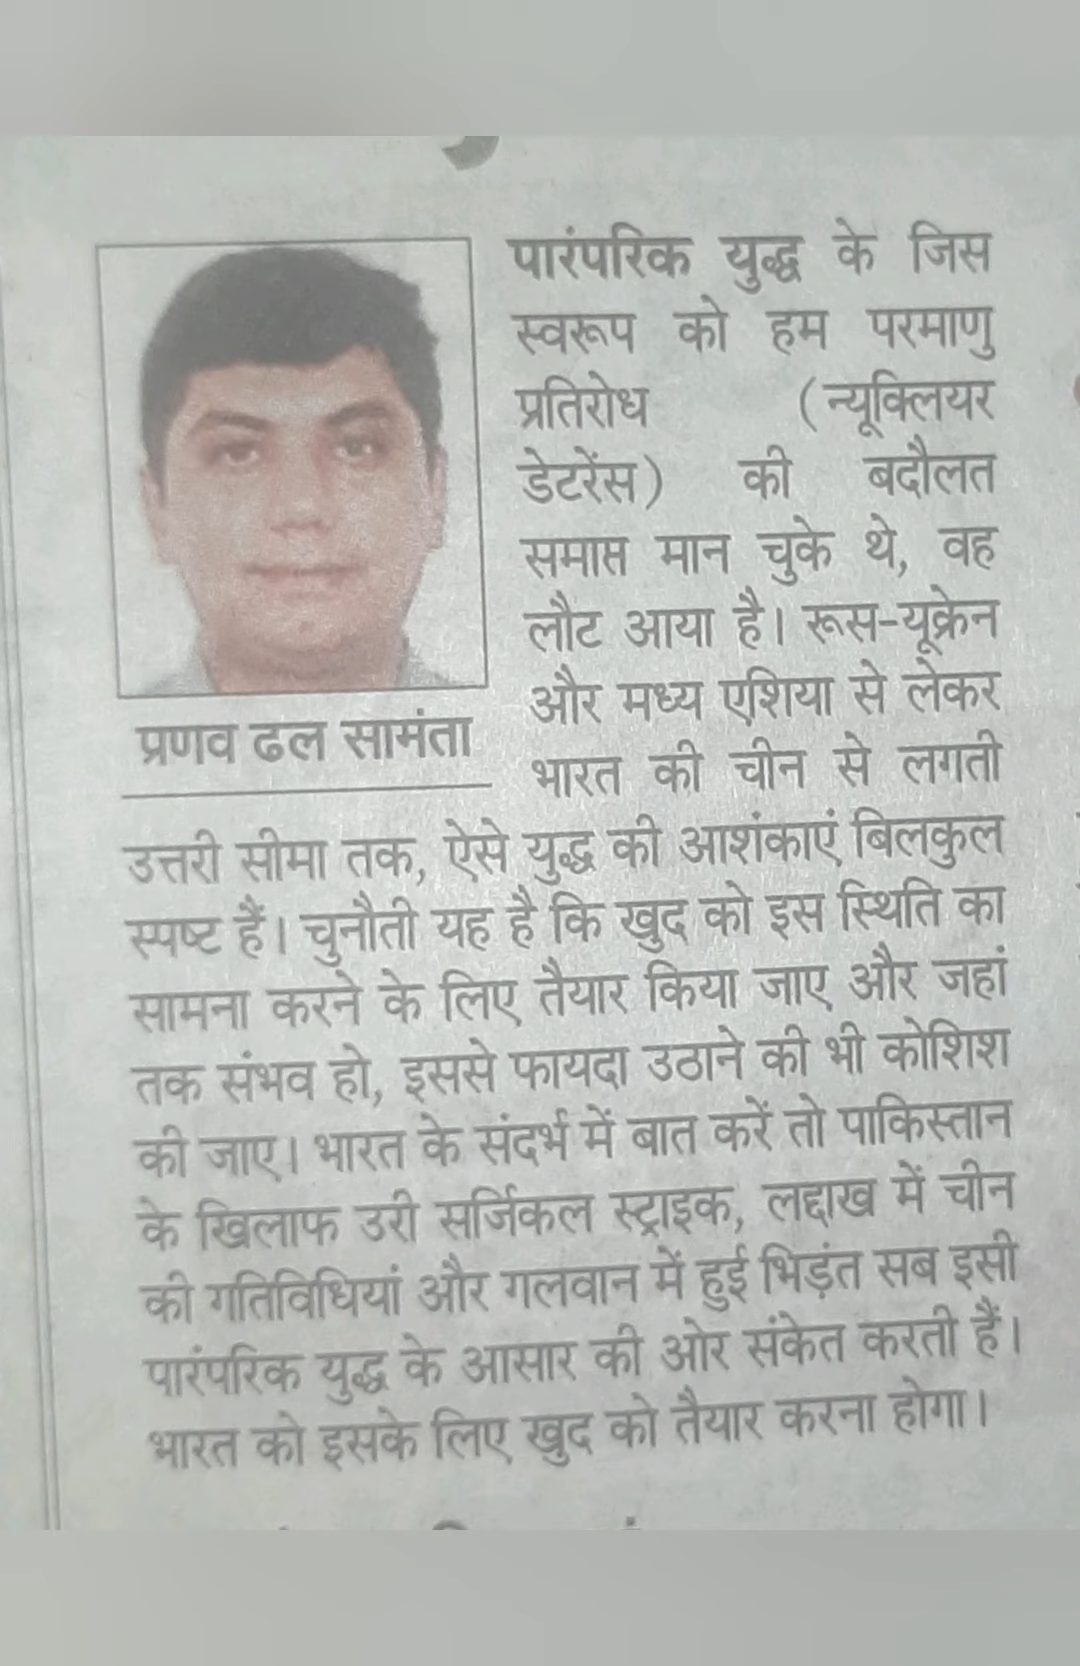 पारंपरिक युद्ध के जिस
स्वरूप को हम परमाणु
प्रतिरोध (न्यूक्लियर
डेटरेंस) की बदौलत
समाप्त मान चुके थे, वह
लौट आया है। रूस-यूक्रेन
और मध्य एशिया से लेकर
भारत की चीन से लगती
प्रणव ढल सामंता
उत्तरी सीमा तक, ऐसे युद्ध की आशंकाएं बिलकुल
स्पष्ट हैं। चुनौती यह है कि खुद को इस स्थिति का
सामना करने के लिए तैयार किया जाए और जहां
तक संभव हो, इससे फायदा उठाने की भी कोशिश
की जाए। भारत के संदर्भ में बात करें तो पाकिस्तान
के खिलाफ उरी सर्जिकल स्ट्राइक, लद्दाख में चीन
की गतिविधियां और गलवान में हुई भिड़ंत सब इसी
पारंपरिक युद्ध के आसार की ओर संकेत करती हैं।
भारत को इसके लिए खुद को तैयार करना होगा।